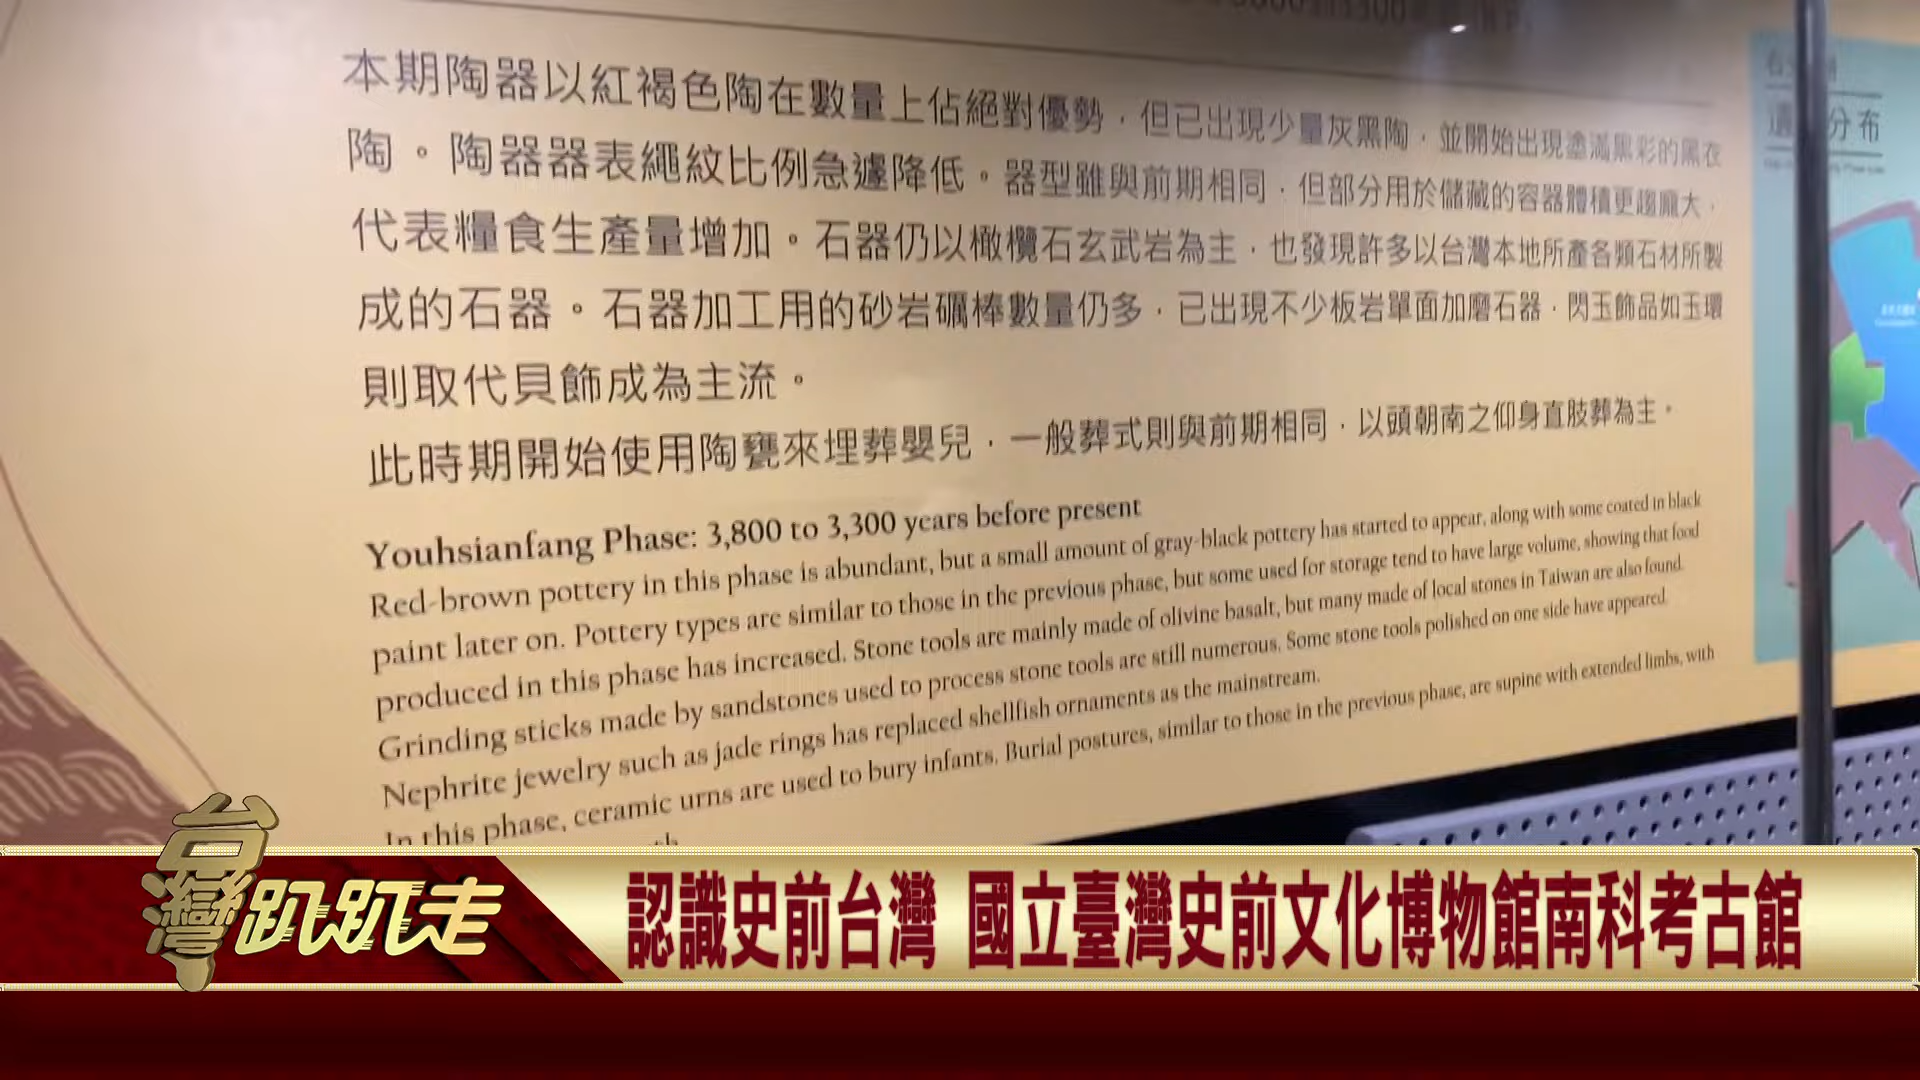 本期陶器以紅褐色陶在數量上佔絕對優勢，但已出現少量灰黑陶，並開始出現塗滿黑彩的黑衣
陶。陶器器表繩紋比例急遽降低。器型雖與前期相同，但部分用於儲藏的容器體積更趨龐大，
代表糧食生產量增加。石器仍以橄欖石玄武岩為主，也發現許多以台灣本地所產各類石材所製
成的石器。石器加工用的砂岩礪棒數量仍多，已出現不少板岩單面加磨石器，閃玉飾品如玉環
則取代貝飾成為主流。
此時期開始使用陶甕來埋葬嬰兒，一般葬式則與前期相同，以頭朝南之仰身直肢葬為主。
Youhsianfang Phase: 3,800 to 3,300 years before present
Red-brown pottery in this phase is abundant, but a small amount of gray-black pottery has started to appear, along with some coated in black
paint later on. Pottery types are similar to those in the previous phase, but some used for storage tend to have large volume, showing that food
produced in this phase has increased. Stone tools are mainly made of olivine basalt, but many made of local stones in Taiwan are also found.
Grinding sticks made by sandstones used to process stone tools are still numerous. Some stone tools polished on one side have appeared.
Nephrite jewelry such as jade rings has replaced shellfish ornaments as the mainstream.
In this phase, ceramic urns are used to bury infants. Burial postures, similar to those in the previous phase, are supine with extended limbs, with
分布
台灣趴趴走
認識史前台灣 國立臺灣史前文化博物館南科考古館